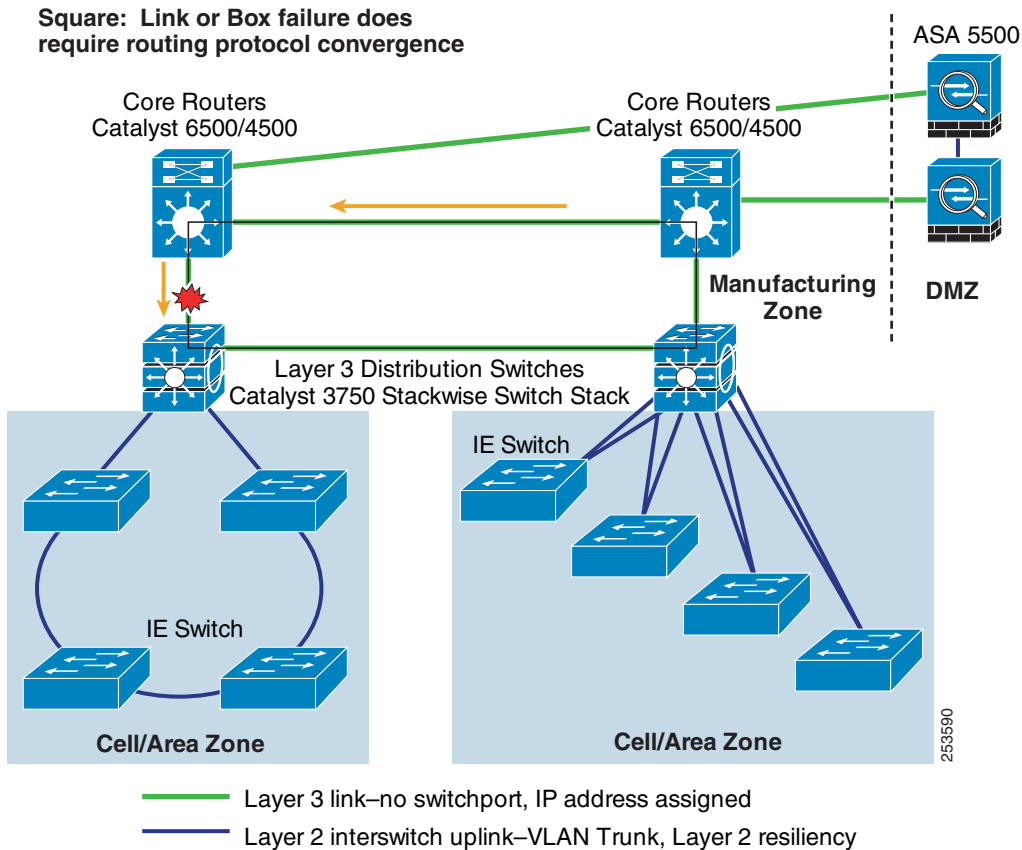 Square: Link or Box failure does
require routing protocol convergence
ASA 5500
Core Routers
Catalyst 6500/4500
Core Routers
Catalyst 6500/4500
Manufacturing
Zone
DMZ
Layer 3 Distribution Switches
Catalyst 3750 Stackwise Switch Stack
IE Switch
IE Switch
Cell/Area Zone
Cell/Area Zone
253590
Layer 3 link–no switchport, IP address assigned
Layer 2 interswitch uplink–VLAN Trunk, Layer 2 resiliency